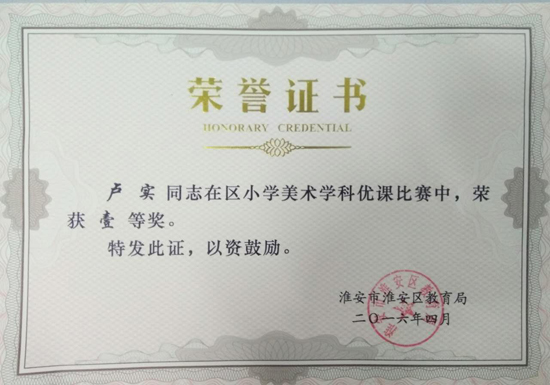 荣誉证书
HONORARY CREDENTIAL
卢 实 同志在区小学美术学科优课比赛中，荣
获 壹 等奖。
特发此证，以资鼓励。
淮安市淮安区教育局
二〇一六年四月